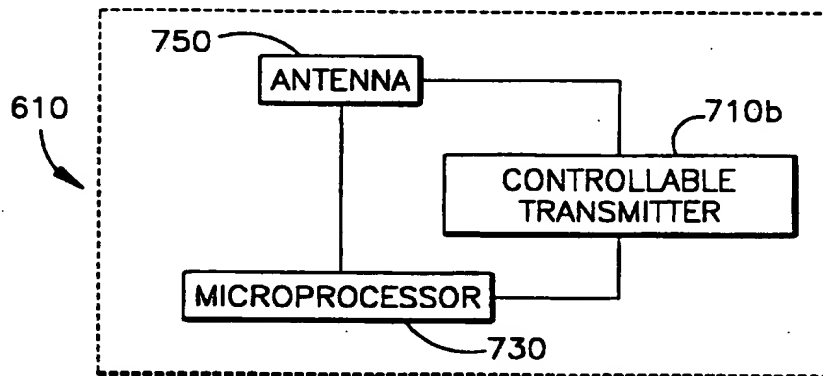 750
ANTENNA
610
710b
CONTROLLABLE
TRANSMITTER
MICROPROCESSOR
730